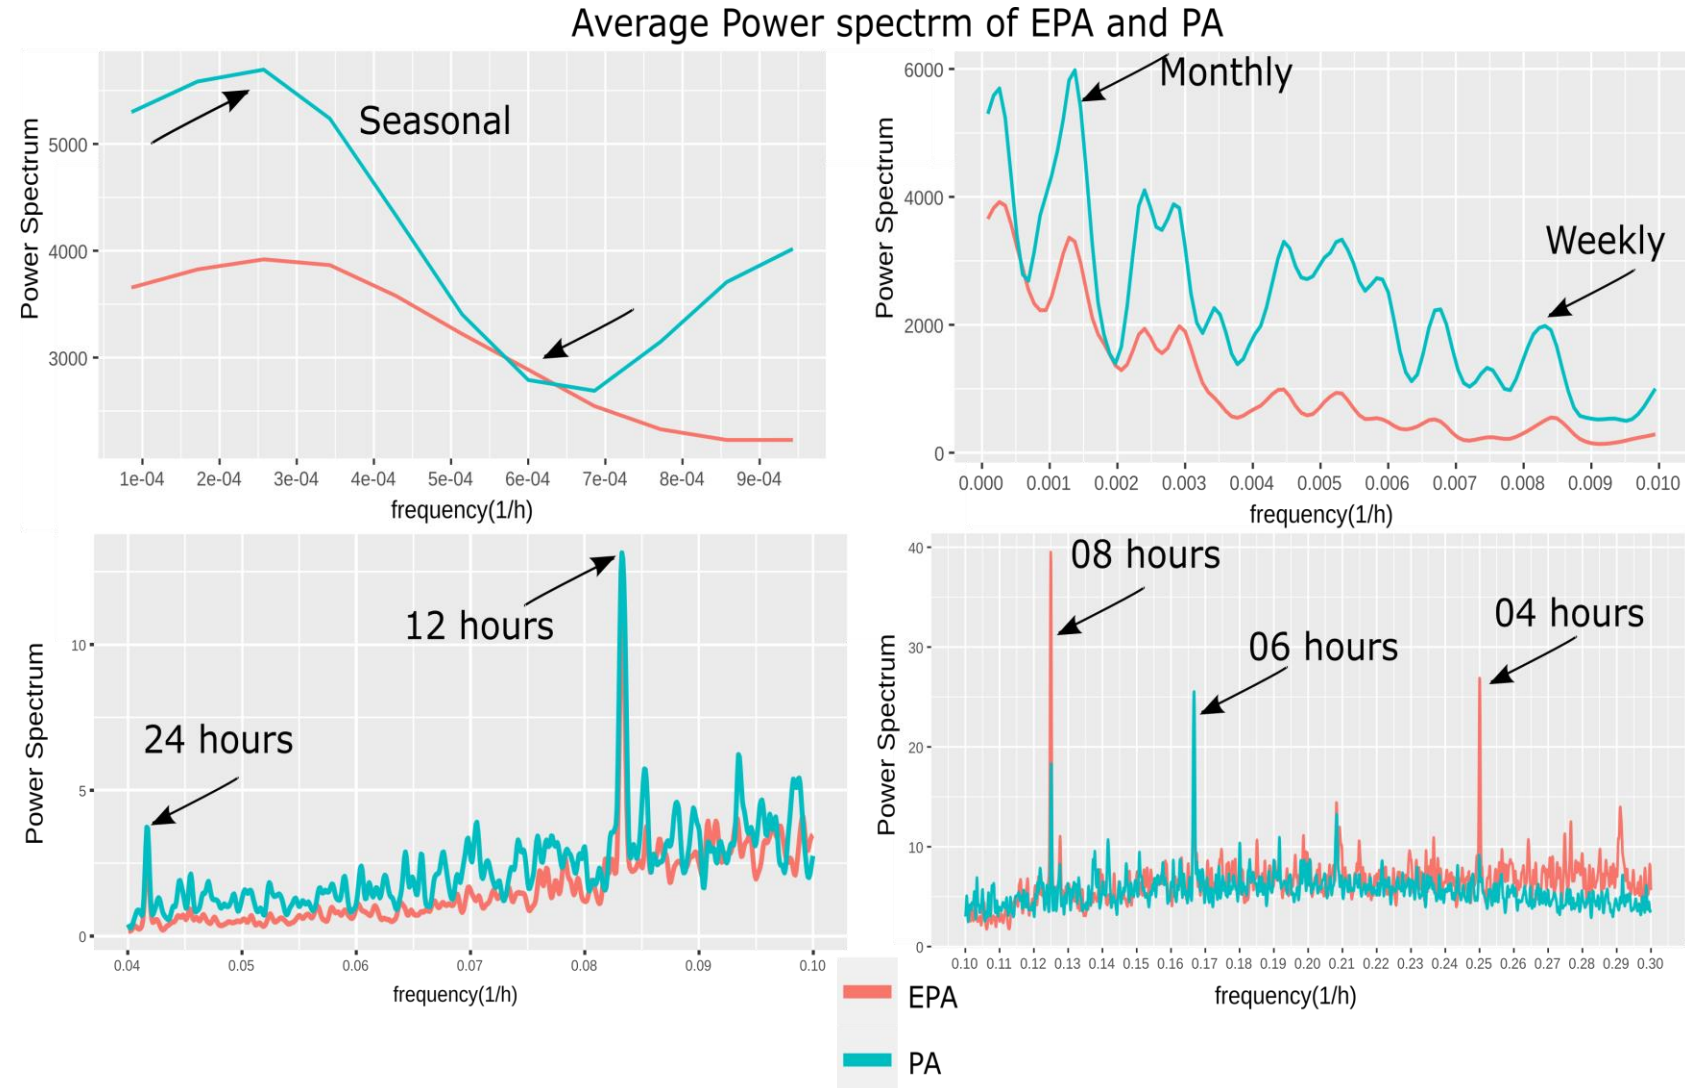 Average Power spectrm of EPA and PA
Power Spectrum
5000
4000
3000
Seasonal
1e-04 2e-04 3e-04 4e-04 5e-04 6e-04 7e-04 8e-04 9e-04
frequency(1/h)
Power Spectrum
6000
4000
2000
0
Monthly
Weekly
0.000 0.001 0.002 0.003 0.004 0.005 0.006 0.007 0.008 0.009 0.010
frequency(1/h)
Power Spectrum
10
5
0
12 hours
24 hours
0.04 0.05 0.06 0.07 0.08 0.09 0.10
frequency(1/h)
Power Spectrum
40
30
20
10
0
08 hours
04 hours
06 hours
0.10 0.11 0.12 0.13 0.14 0.15 0.16 0.17 0.18 0.19 0.20 0.21 0.22 0.23 0.24 0.25 0.26 0.27 0.28 0.29 0.30
frequency(1/h)
EPA
PA